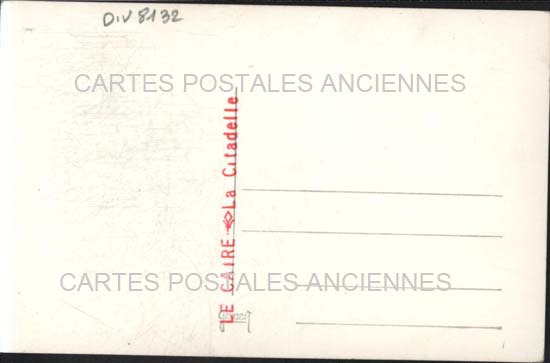 DIV 8132
CARTES POSTALES ANCIENNES
LE CAIRE - La Citadelle
CARTES POSTALES ANCIENNES